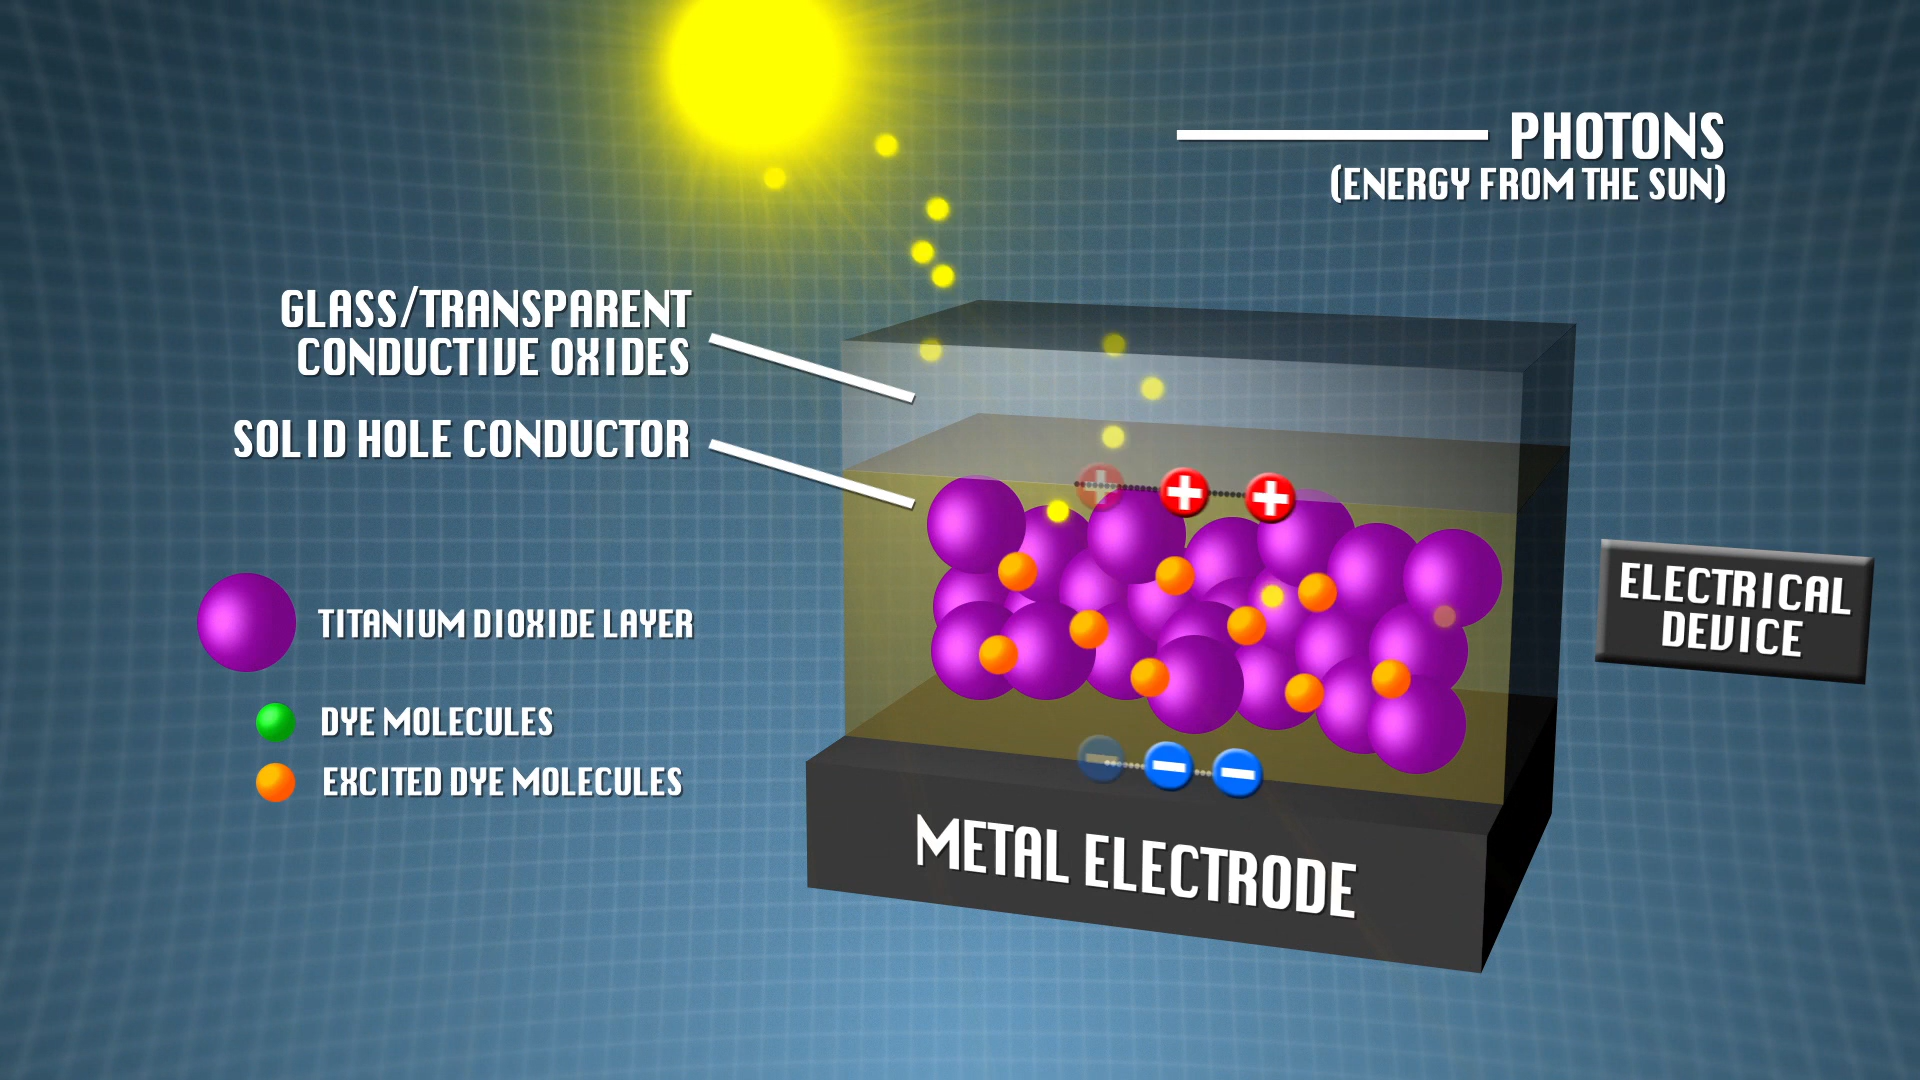 PHOTONS
(ENERGY FROM THE SUN)
GLASS/TRANSPARENT
CONDUCTIVE OXIDES
SOLID HOLE CONDUCTOR
TITANIUM DIOXIDE LAYER
DYE MOLECULES
EXCITED DYE MOLECULES
ELECTRICAL
DEVICE
METAL ELECTRODE